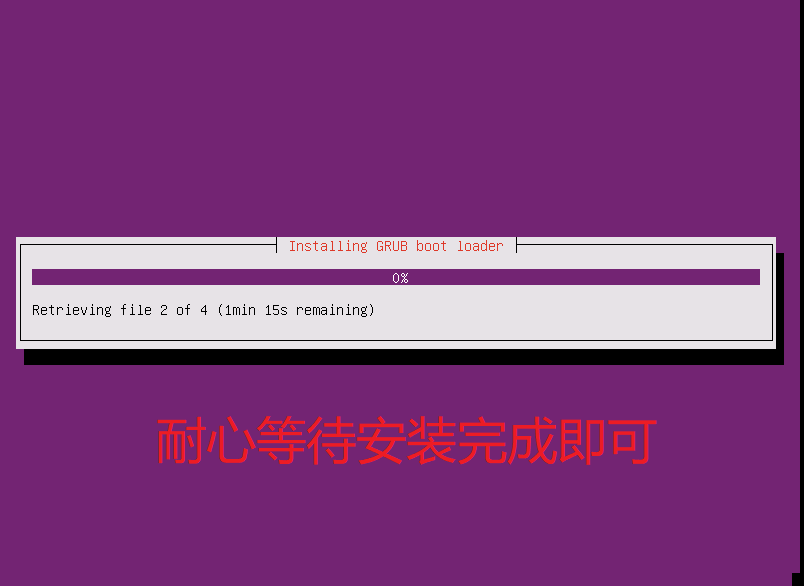 Installing GRUB boot loader
0%
Retrieving file 2 of 4 (1min 15s remaining)
耐心等待安装完成即可